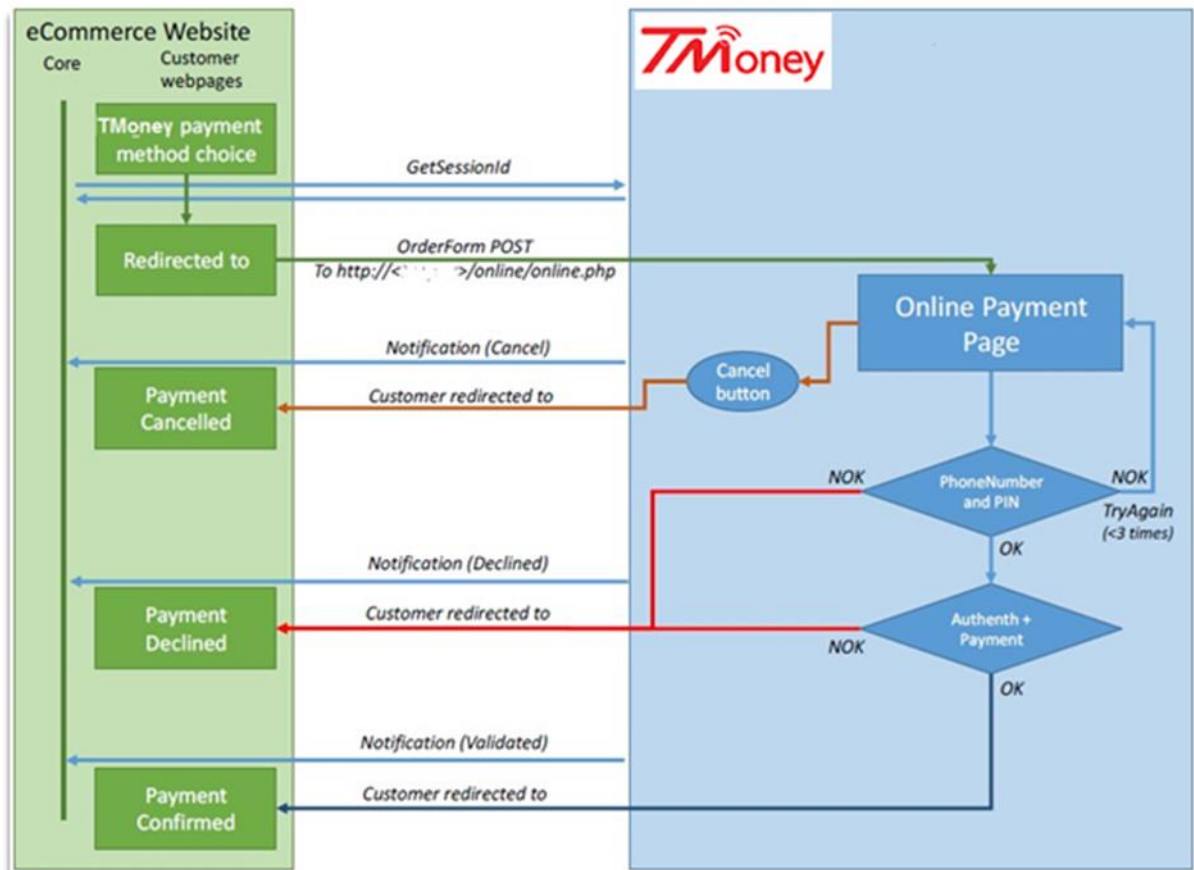 eCommerce Website
Core
Customer
webpages
TMoney
TMoney payment
method choice
GetSessionId
Redirected to
OrderForm POST
To http://< >/online/online.php
Online Payment
Page
Notification (Cancel)
Cancel
button
Payment
Cancelled
Customer redirected to
NOK
PhoneNumber
and PIN
NOK
TryAgain
(<3 times)
OK
Notification (Declined)
Payment
Declined
Customer redirected to
Authenth +
Payment
NOK
OK
Notification (Validated)
Payment
Confirmed
Customer redirected to